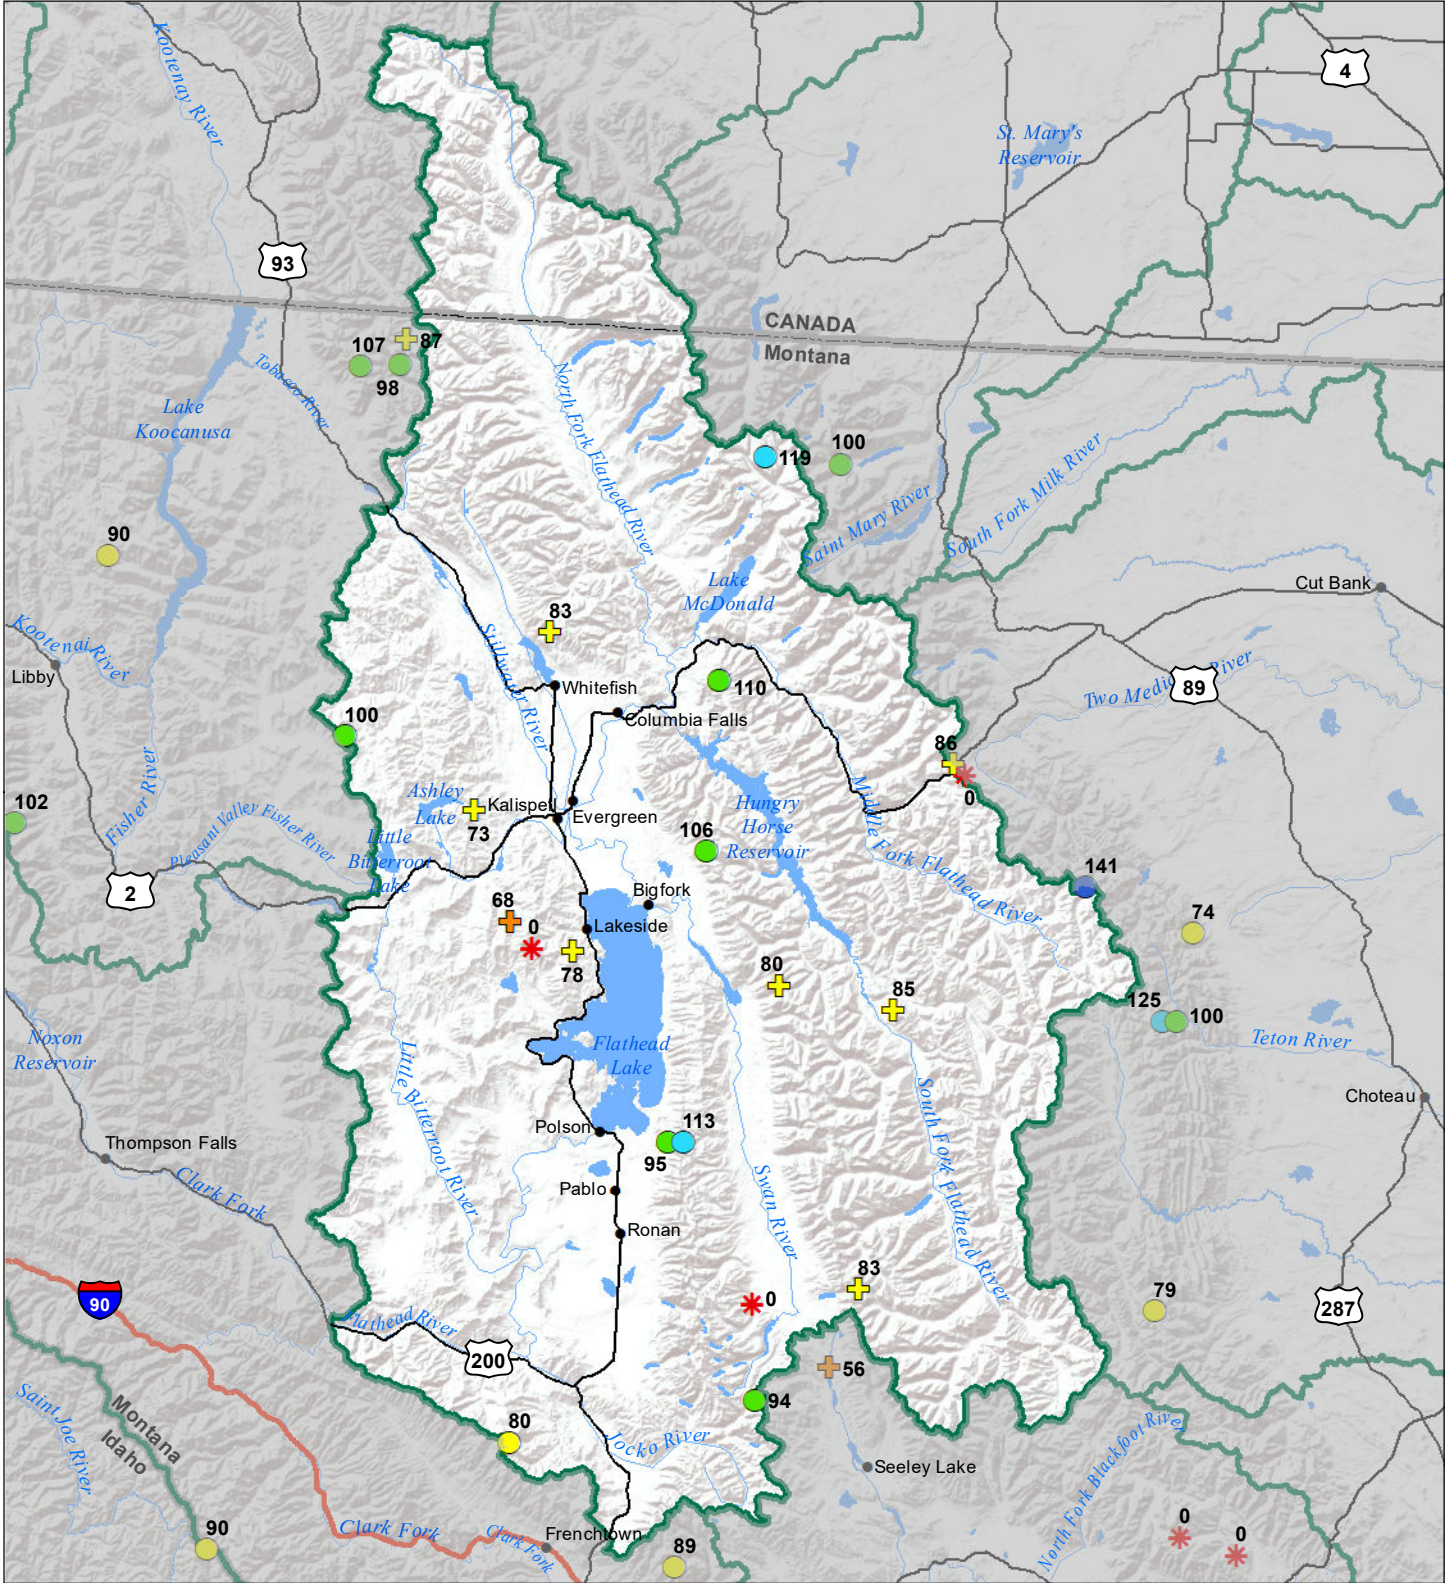 Kootenay River
4
St. Mary's
Reservoir
93
CANADA
Montana
107
87
98
Tobacco River
Lake
Koocanusa
North Fork Flathead River
119
100
South Fork Milk River
Saint Mary River
90
Lake
McDonald
Cut Bank
83
Kootenai River
Libby
Stillwater River
Whitefish
110
Two Medicine River
89
Columbia Falls
100
86
0
Fisher River
102
Ashley
Lake
Kalispell
73
Evergreen
Hungry
Horse
Reservoir
Middle Fork Flathead River
Pleasant Valley Fisher River
Little
Bitterroot
Lake
106
2
141
Bigfork
68
0
Lakeside
78
74
80
85
125
100
Noxon
Reservoir
Flathead
Lake
Teton River
Little Bitterroot River
South Fork Flathead River
Choteau
Polson
113
95
Thompson Falls
Clark Fork
Pablo
Swan River
Ronan
83
0
79
90
287
Flathead River
200
56
94
Saint Joe River
Montana
Idaho
80
Jocko River
Seeley Lake
North Fork Blackfoot River
90
Clark Fork
Clark Fork
Frenchtown
89
0
0